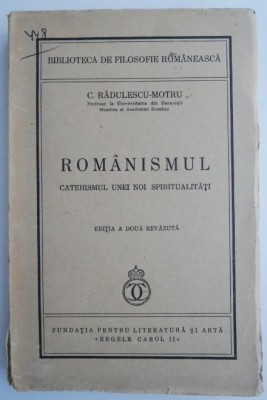 BIBLIOTECA DE FILOSOFIE ROMÂNEASCĂ
C. RĂDULESCU-MOTRU
Profesor la Universitatea din Bucureşti
Membru al Academiei Române
ROMÂNISMUL
CATEHISMUL UNEI NOI SPIRITUALITĂŢI
EDIŢIA A DOUA REVĂZUTĂ
FUNDAŢIA PENTRU LITERATURĂ ŞI ARTĂ
«REGELE CAROL II»